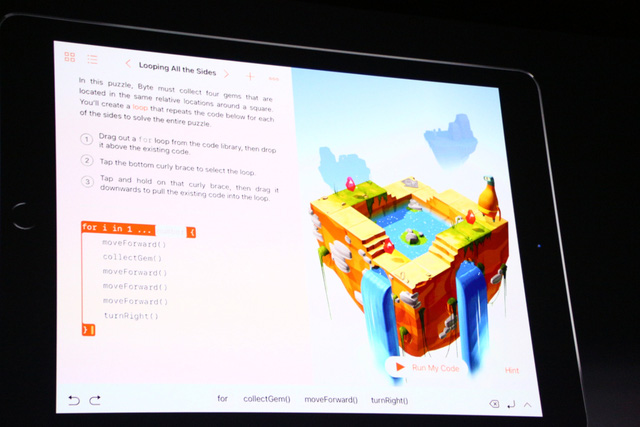 Looping All the Sides
In this puzzle, Byte must collect four gems that are
located in the same relative locations around a square.
You'll create a loop that repeats the code below for each
of the sides to solve the entire puzzle.
1 Drag out a for loop from the code library, then drop
it above the existing code.
2 Tap the bottom curly brace to select the loop.
3 Tap and hold on that curly brace, then drag it
downwards to pull the existing code into the loop.
for i in 1 ... {
moveForward()
collectGem()
moveForward()
moveForward()
moveForward()
turnRight()
}
Run My Code
Hint
for collectGem() moveForward() turnRight()